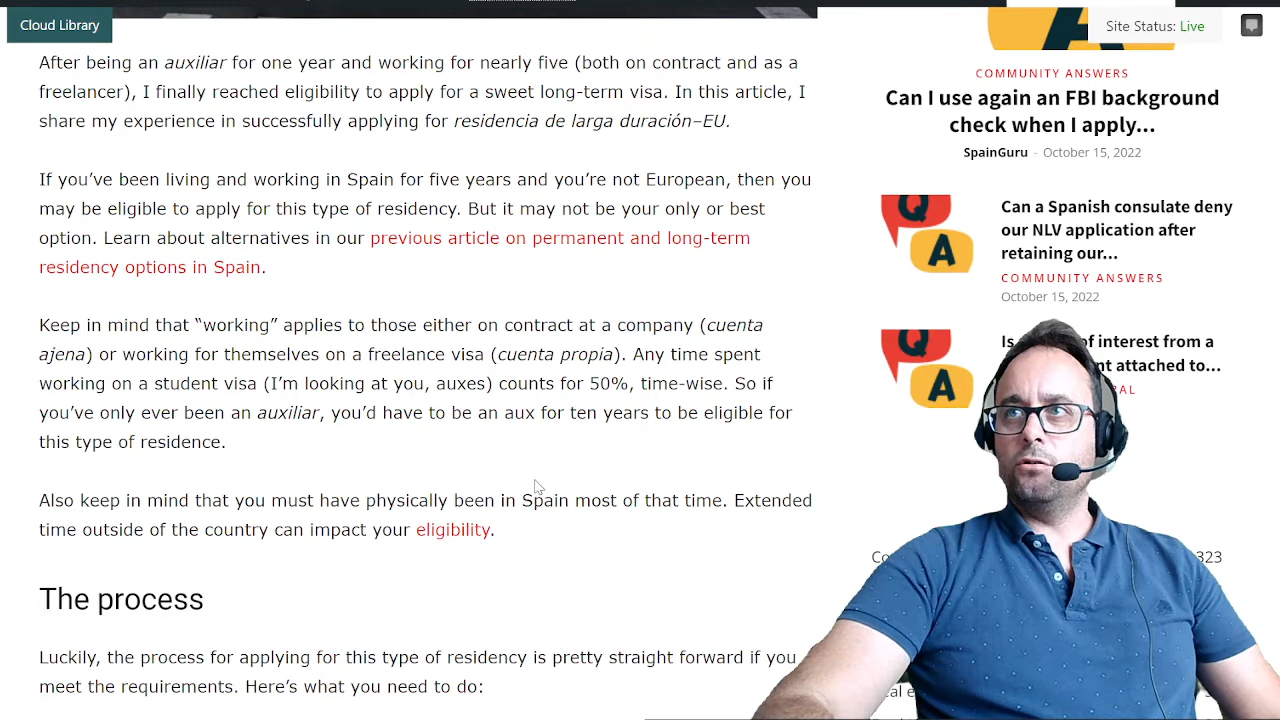 Cloud Library
Site Status: Live
After being an auxiliar for one year and working for nearly five (both on contract and as a
freelancer), I finally reached eligibility to apply for a sweet long-term visa. In this article, I
share my experience in successfully applying for residencia de larga duración–EU.
If you’ve been living and working in Spain for five years and you’re not European, then you
may be eligible to apply for this type of residency. But it may not be your only or best
option. Learn about alternatives in our previous article on permanent and long-term
residency options in Spain.
Keep in mind that “working” applies to those either on contract at a company (cuenta
ajena) or working for themselves on a freelance visa (cuenta propia). Any time spent
working on a student visa (I’m looking at you, auxes) counts for 50%, time-wise. So if
you’ve only ever been an auxiliar, you’d have to be an aux for ten years to be eligible for
this type of residence.
Also keep in mind that you must have physically been in Spain most of that time. Extended
time outside of the country can impact your eligibility.
The process
Luckily, the process for applying for this type of residency is pretty straight forward if you
meet the requirements. Here’s what you need to do:
A
COMMUNITY ANSWERS
Can I use again an FBI background
check when I apply...
SpainGuru - October 15, 2022
Q
A
Can a Spanish consulate deny
our NLV application after
retaining our...
COMMUNITY ANSWERS
October 15, 2022
Q
A
Is of interest from a
attached to...
323